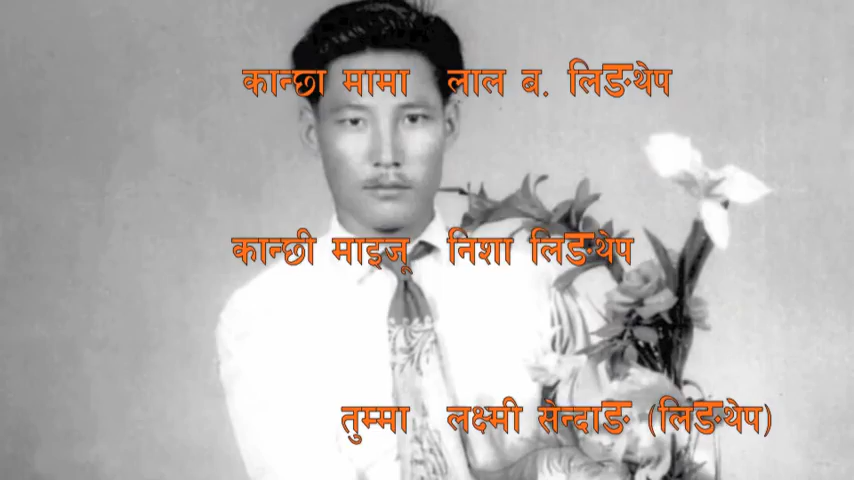 कान्छा मामा लाल ब. लिङथेप
कान्छी माइजू निशा लिङथेप
तुम्मा लक्ष्मी सेन्दाङ (लिङथेप)